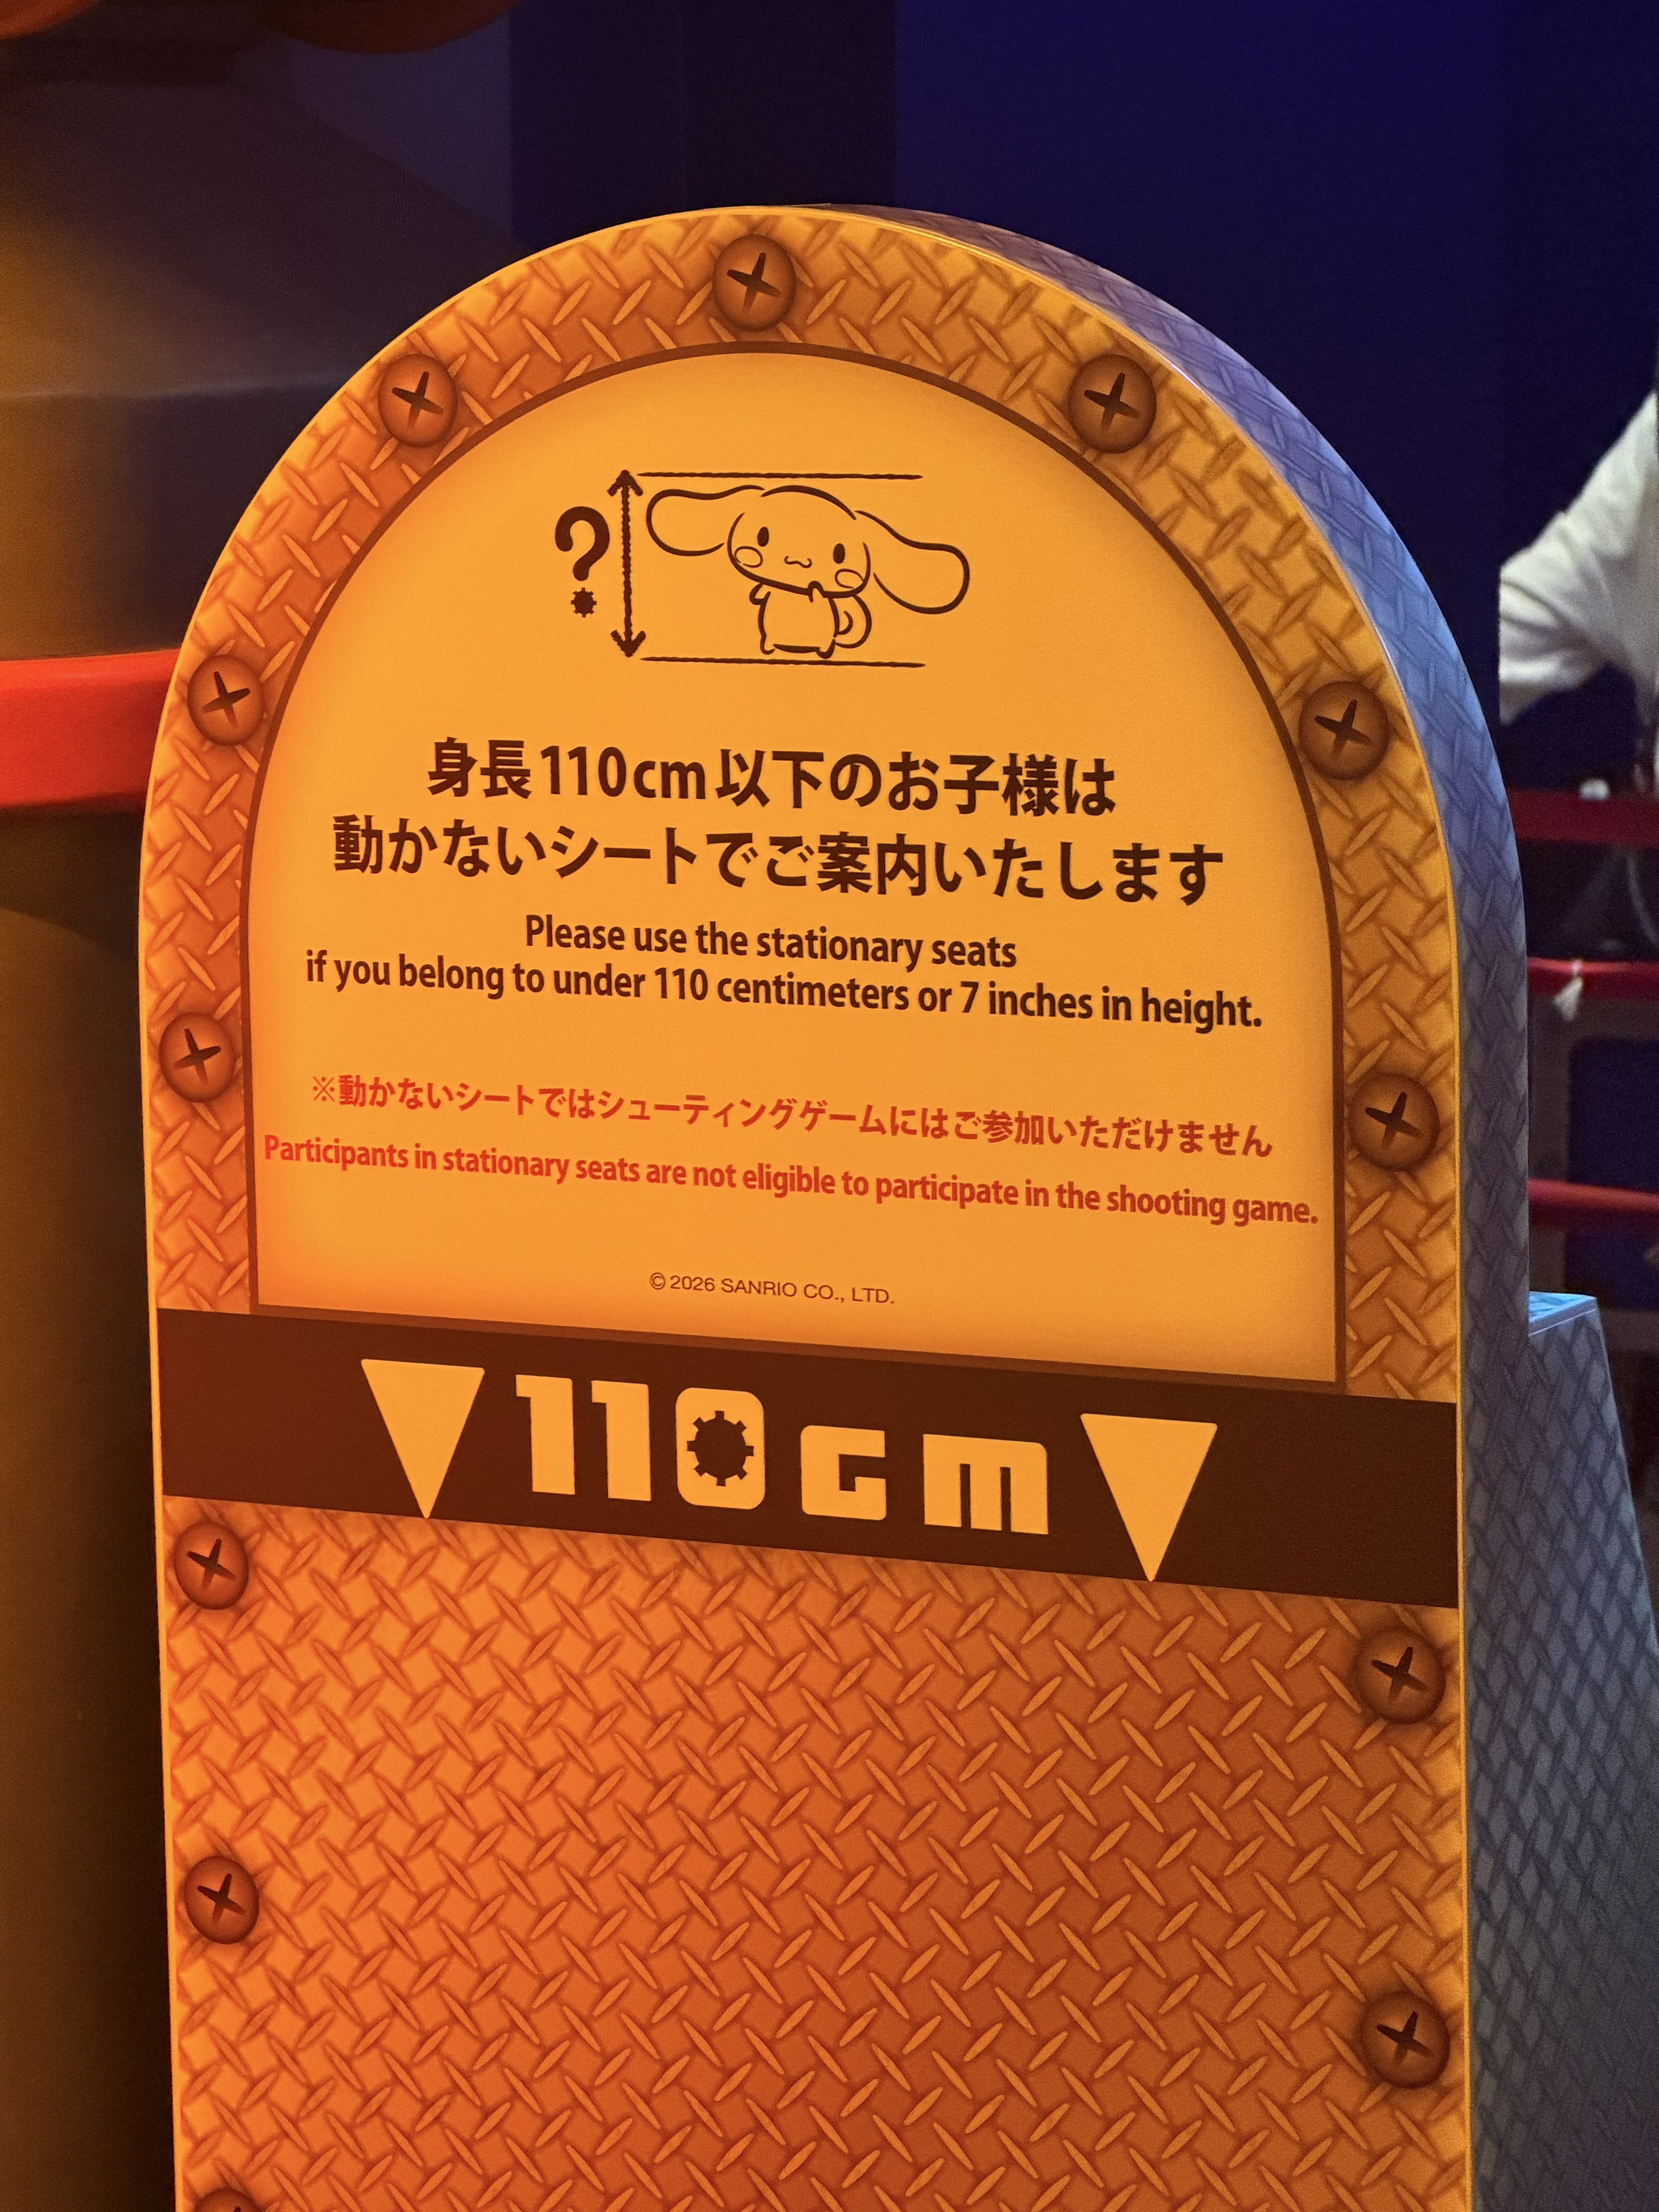 ?
身長110cm以下のお子様は
動かないシートでご案内いたします
Please use the stationary seats
if you belong to under 110 centimeters or 7 inches in height.
※動かないシートではシューティングゲームにはご参加いただけません
Participants in stationary seats are not eligible to participate in the shooting game.
© 2026 SANRIO CO., LTD.
110cm